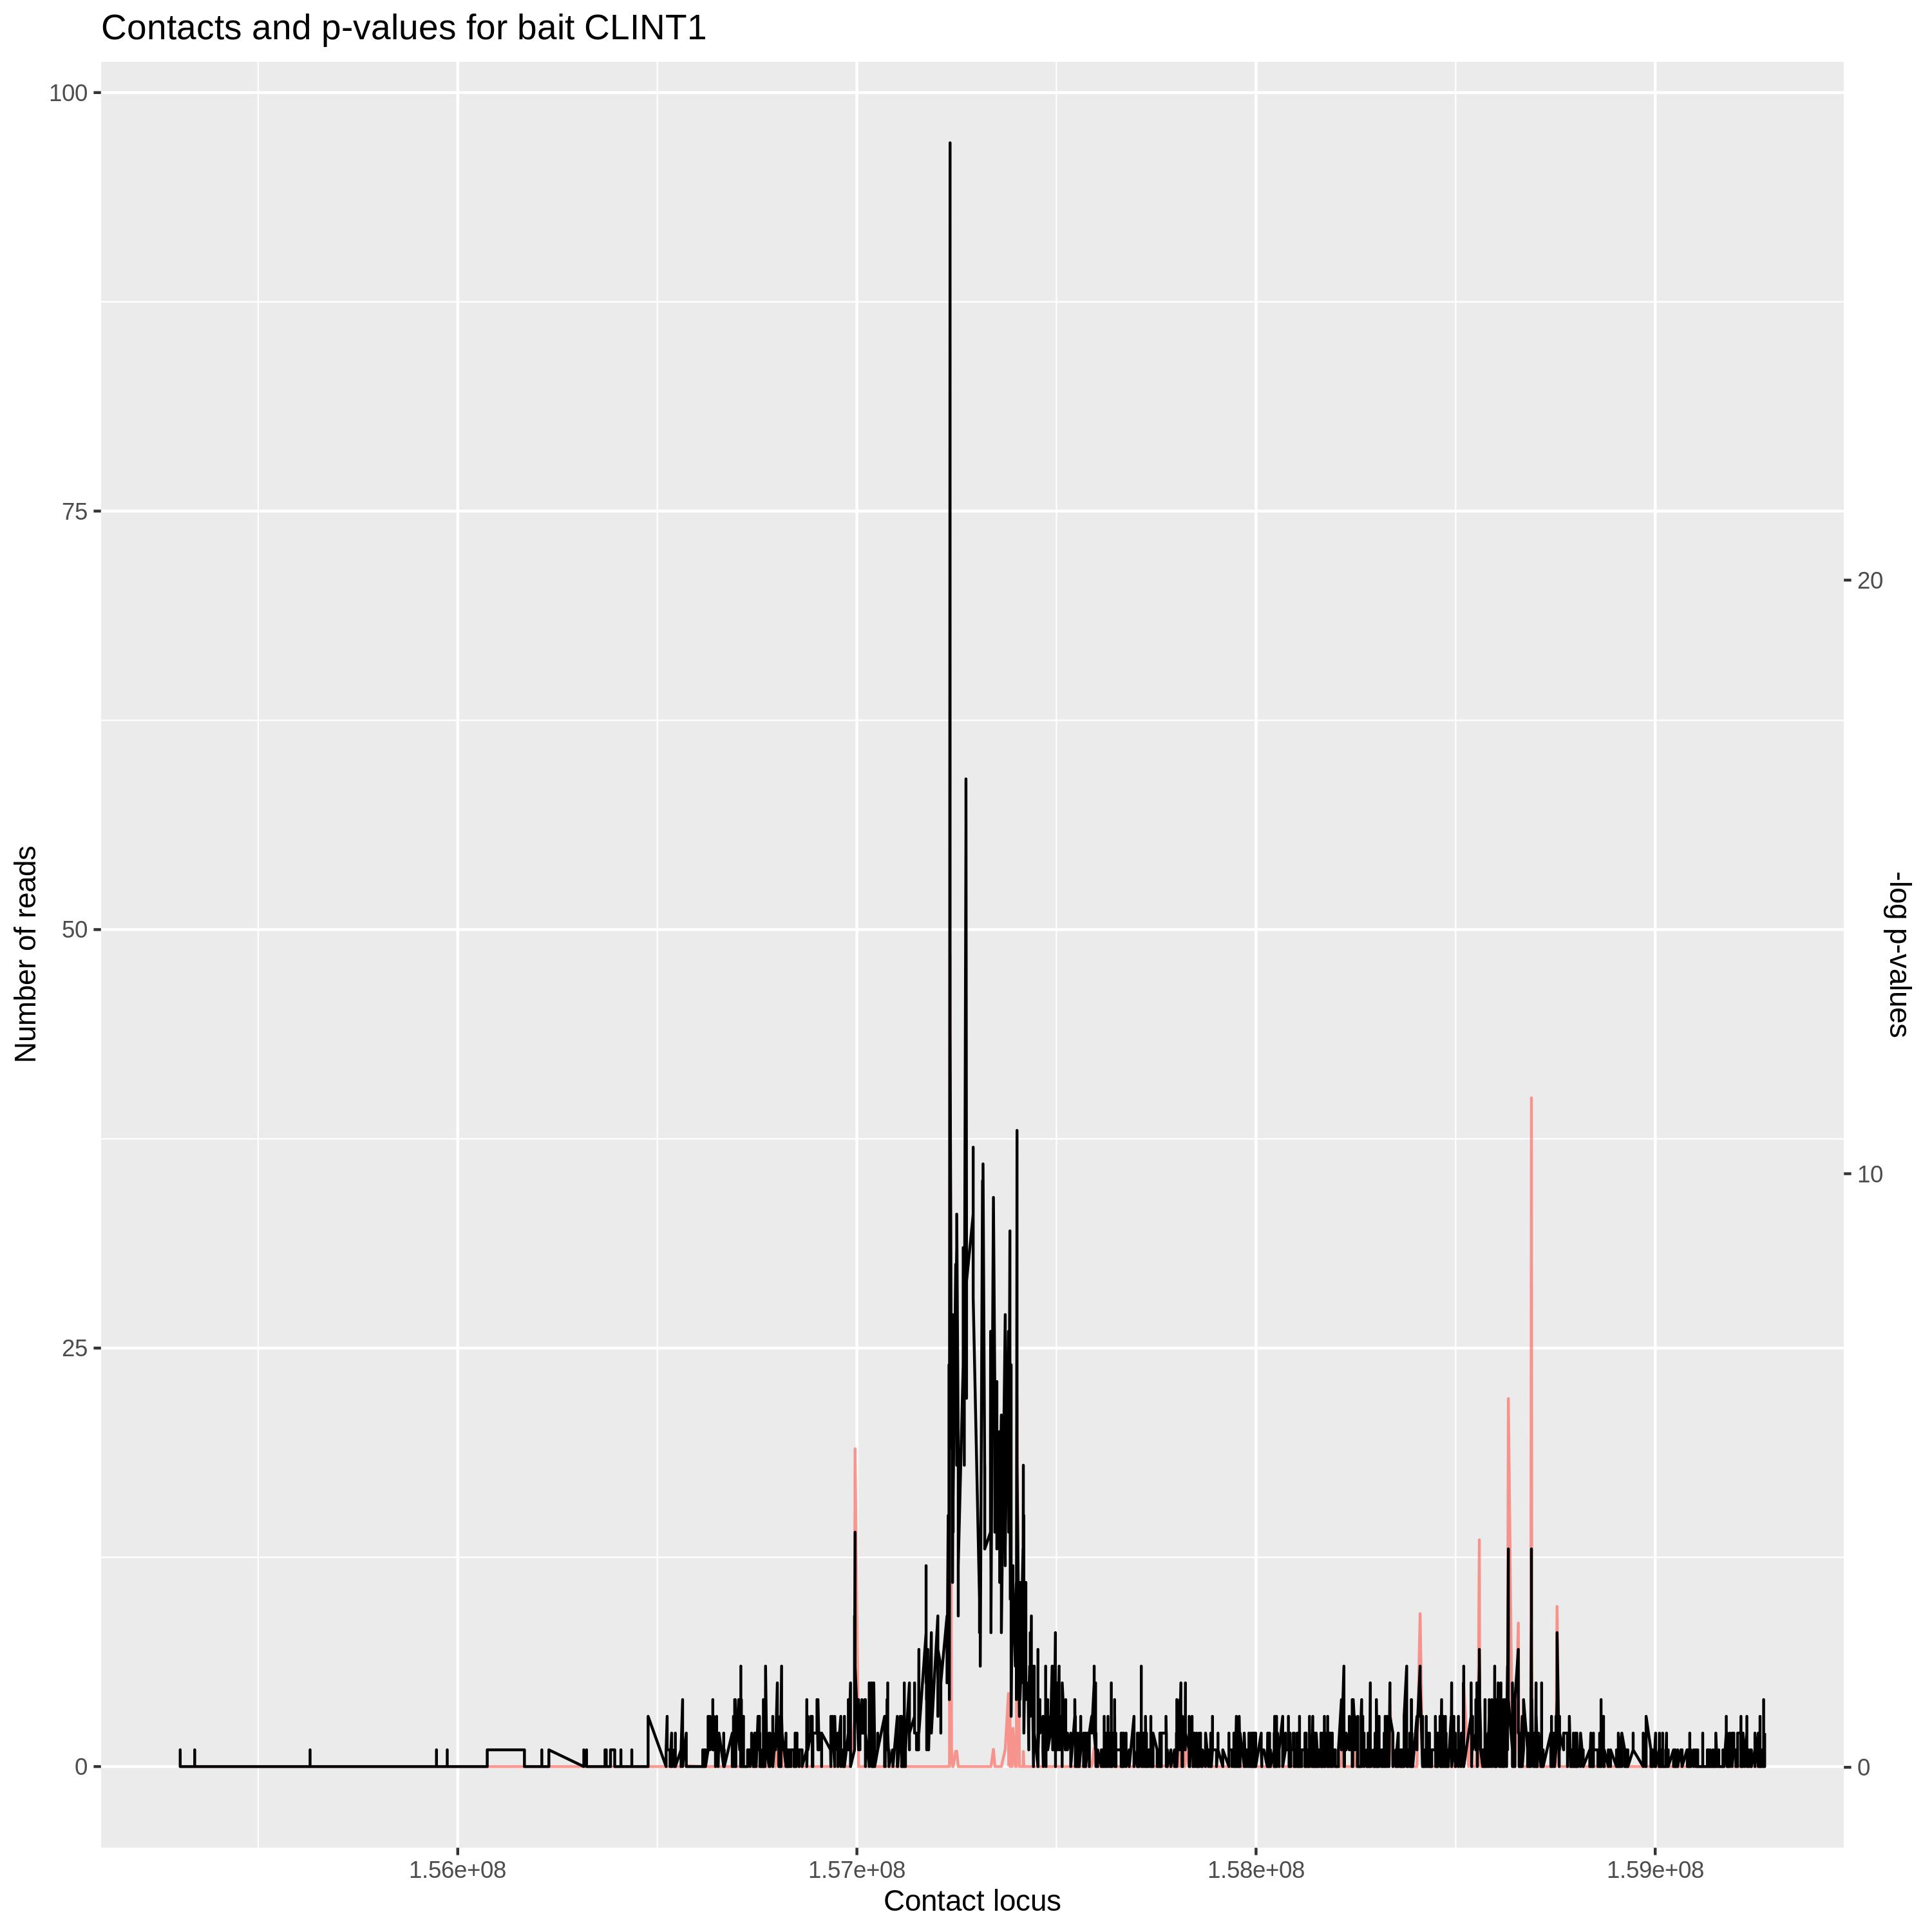 Contacts and p-values for bait CLINT1
100
75
50
25
0
Number of reads
20
10
0
-log p-values
1.56e+08
1.57e+08
1.58e+08
1.59e+08
Contact locus